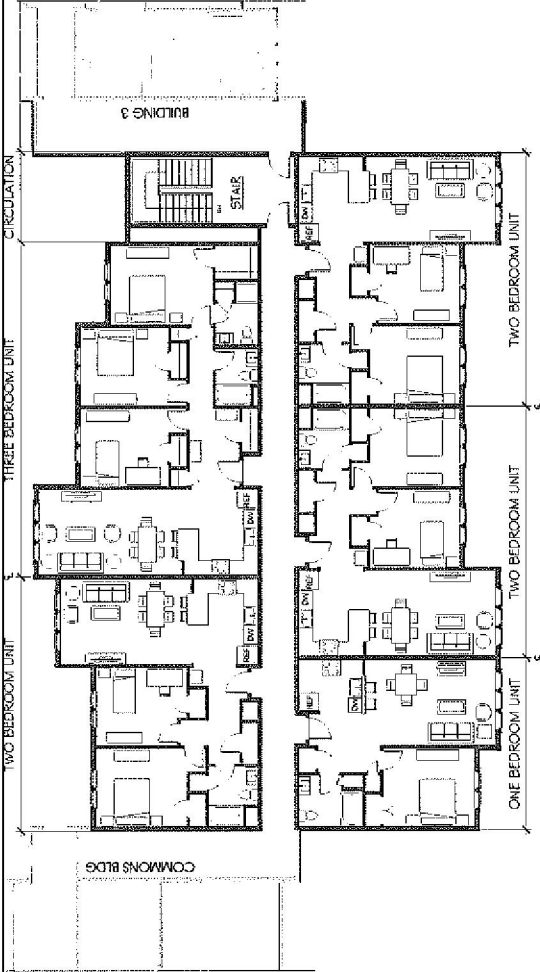 BUILDING 3
CIRCULATION
STAIR
THREE BEDROOM UNIT
TWO BEDROOM UNIT
TWO BEDROOM UNIT
TWO BEDROOM UNIT
ONE BEDROOM UNIT
COMMONS BLDG
REF
DW
REF
DW
REF
DW
REF
DW
REF
DW